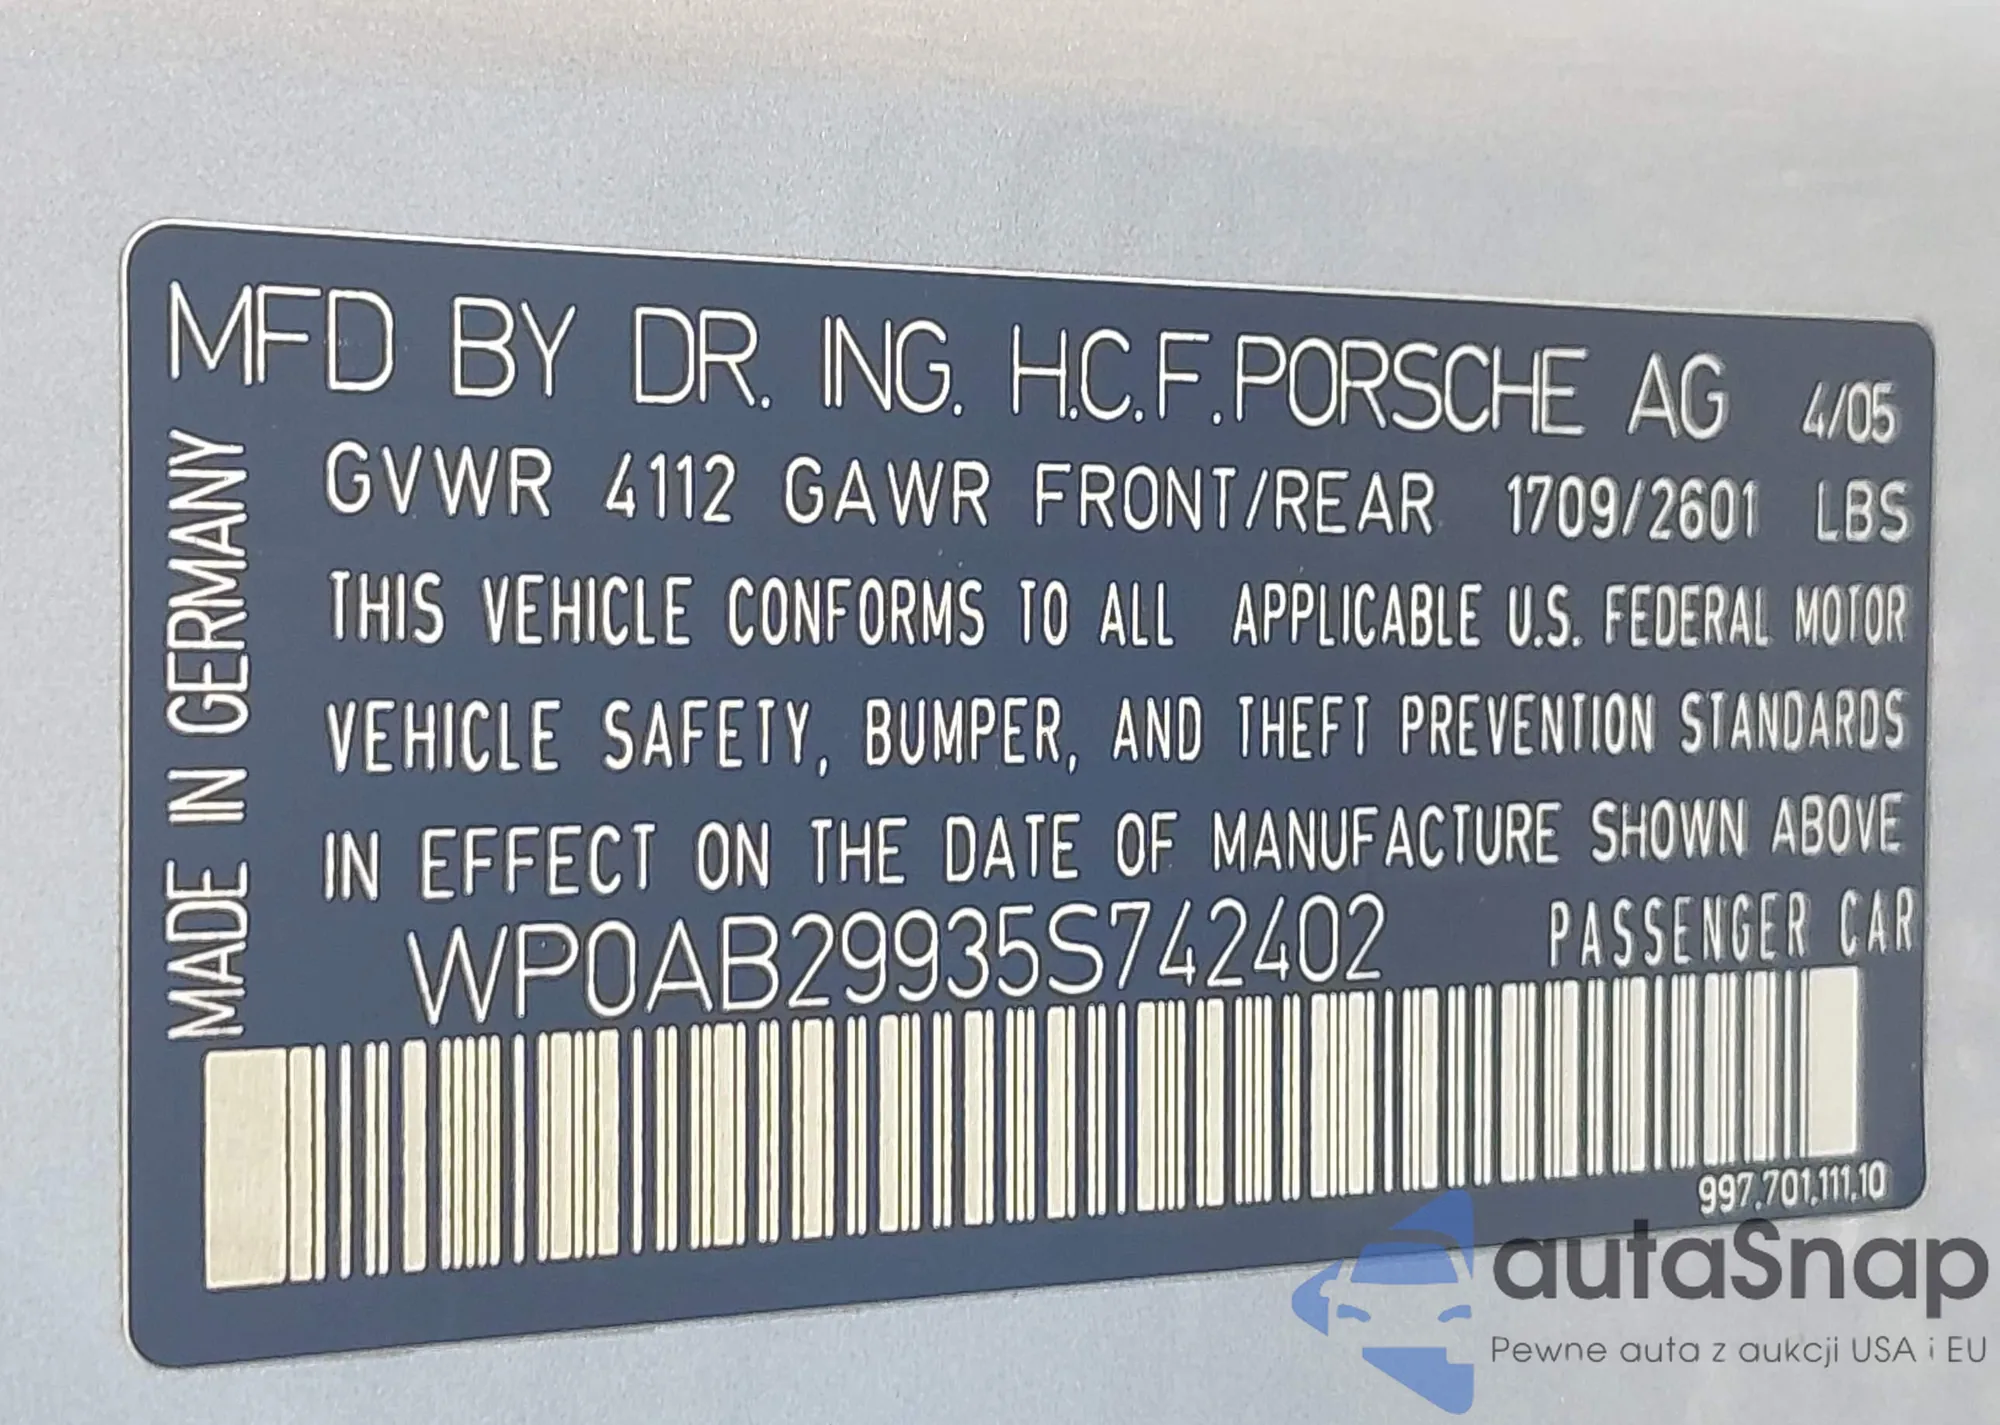 MFD BY DR. ING. H.C.F.PORSCHE AG 4/05
GVWR 4112 GAWR FRONT/REAR 1709/2601 LBS
THIS VEHICLE CONFORMS TO ALL APPLICABLE U.S. FEDERAL MOTOR
VEHICLE SAFETY, BUMPER, AND THEFT PREVENTION STANDARDS
IN EFFECT ON THE DATE OF MANUFACTURE SHOWN ABOVE
WP0AB29935S742402 PASSENGER CAR
MADE IN GERMANY
997.701.111.10
autaSnap
Pewne auta z aukcji USA i EU